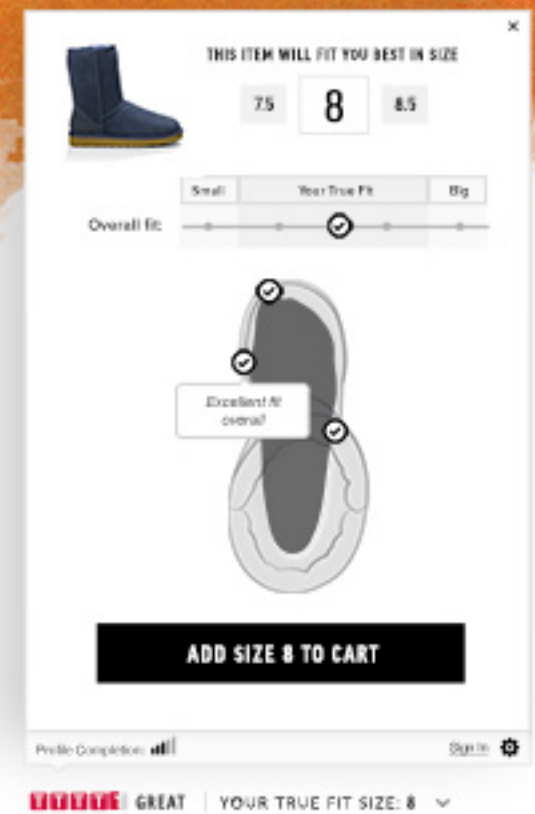 ×
THIS ITEM WILL FIT YOU BEST IN SIZE
7.5 8 8.5
Small Your True Fit Big
Overall fit:
Excellent fit
overall
ADD SIZE 8 TO CART
Profile Completion: Sign In
TTTTT GREAT YOUR TRUE FIT SIZE: 8